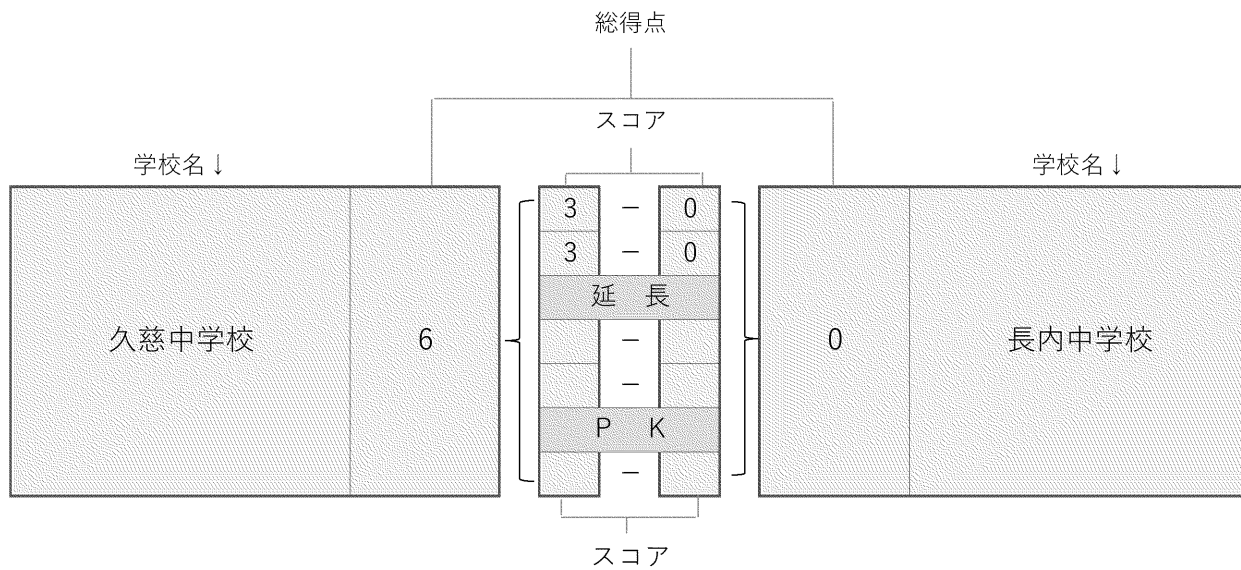 総得点
スコア
学校名↓ 学校名↓
3 － 0
3 － 0
延 長
久慈中学校 6 － 0 長内中学校
－
P K
－
スコア